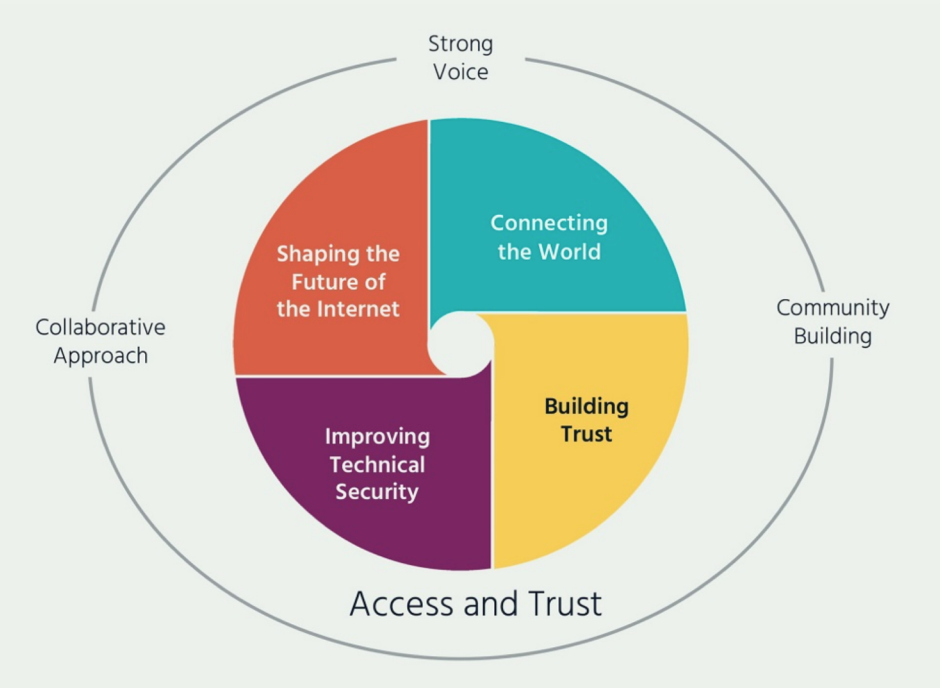 Strong
Voice
Connecting
the World
Shaping the
Future of
the Internet
Collaborative
Approach
Community
Building
Building
Trust
Improving
Technical
Security
Access and Trust